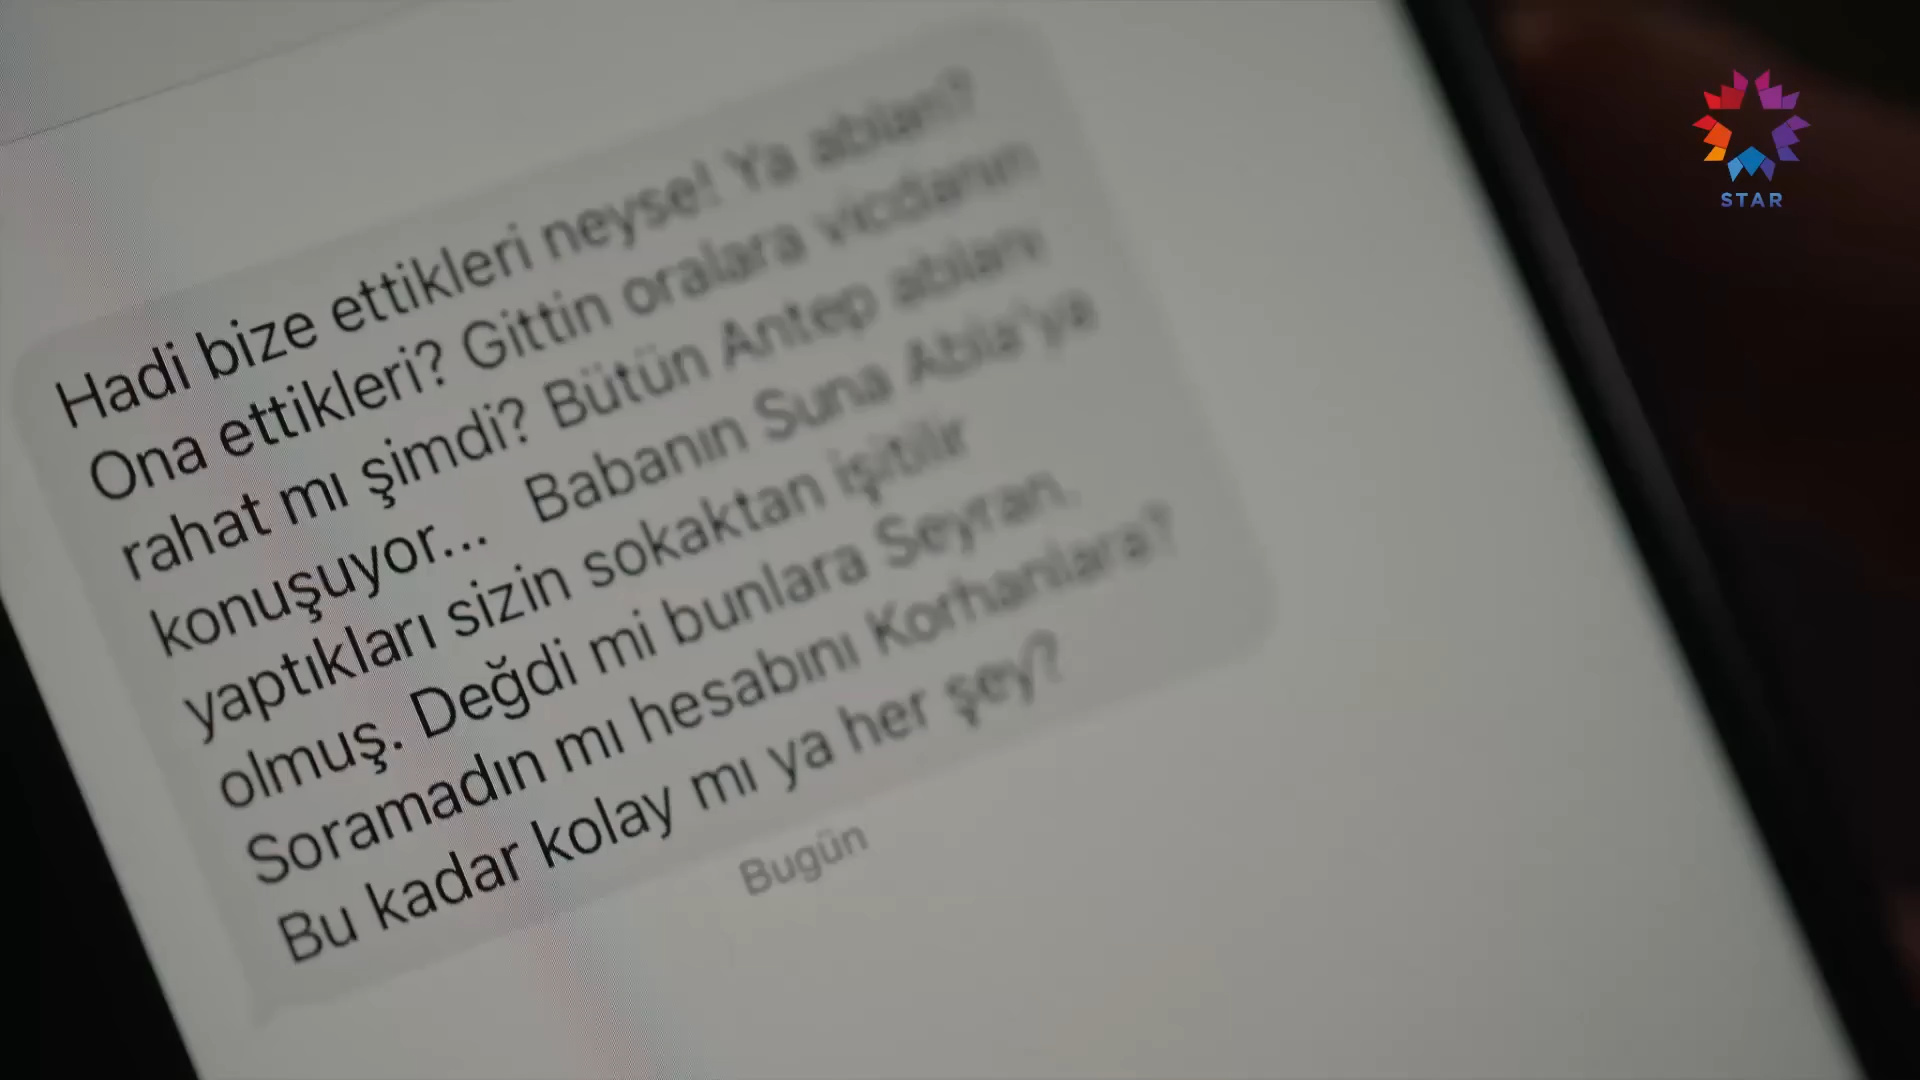 Hadi bize ettikleri neyse! Ya ablan?
Ona ettikleri? Gittin oralara vicdanın
rahat mı şimdi? Bütün Antep ablanı
konuşuyor... Babanın Suna Abla'ya
yaptıkları sizin sokaktan işitilir
olmuş. Değdi mi bunlara Seyran.
Soramadın mı hesabını Korhanlara?
Bu kadar kolay mı ya her şey?
Bugün
STAR